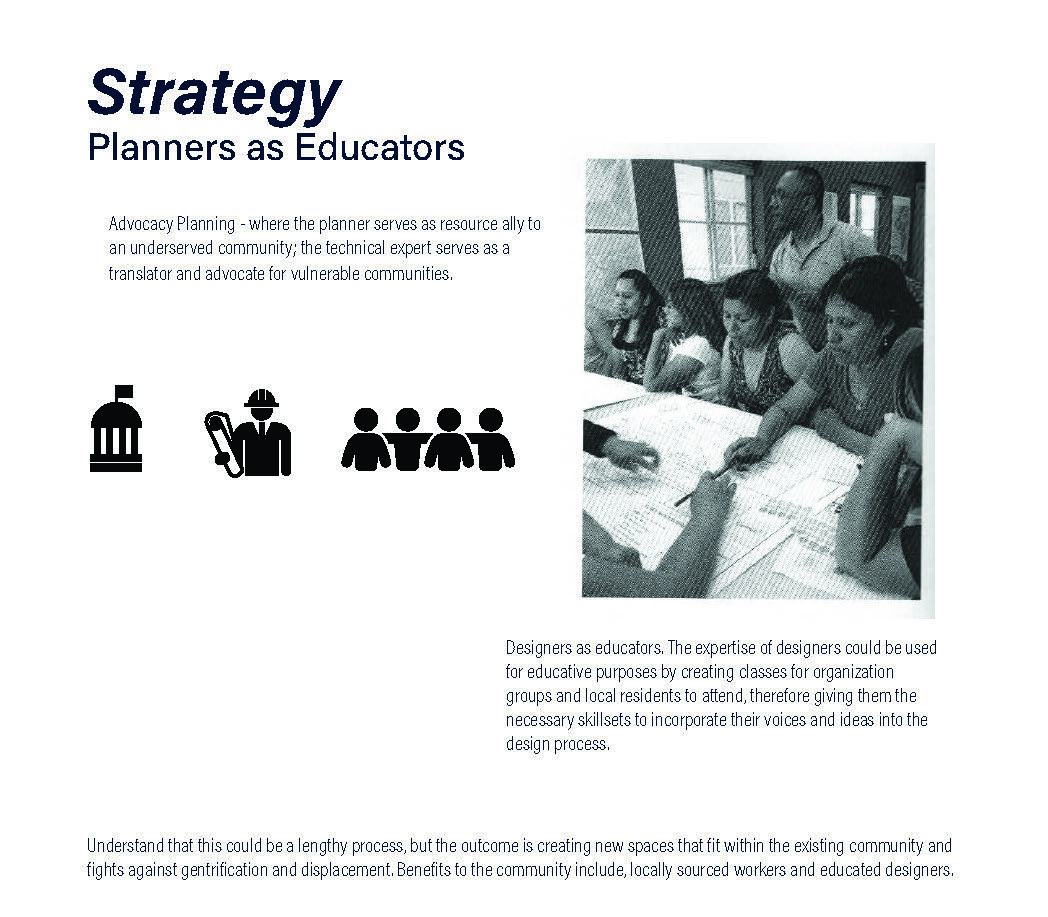 Strategy
Planners as Educators
Advocacy Planning - where the planner serves as resource ally to
an underserved community; the technical expert serves as a
translator and advocate for vulnerable communities.
Designers as educators. The expertise of designers could be used
for educative purposes by creating classes for organization
groups and local residents to attend, therefore giving them the
necessary skillsets to incorporate their voices and ideas into the
design process.
Understand that this could be a lengthy process, but the outcome is creating new spaces that fit within the existing community and
fights against gentrification and displacement. Benefits to the community include, locally sourced workers and educated designers.